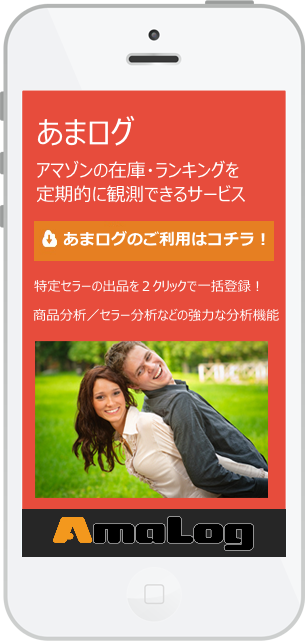 あまログ
アマゾンの在庫・ランキングを
定期的に観測できるサービス
あまログのご利用はコチラ！
特定セラーの出品を２クリックで一括登録！
商品分析／セラー分析などの強力な分析機能
AmaLog